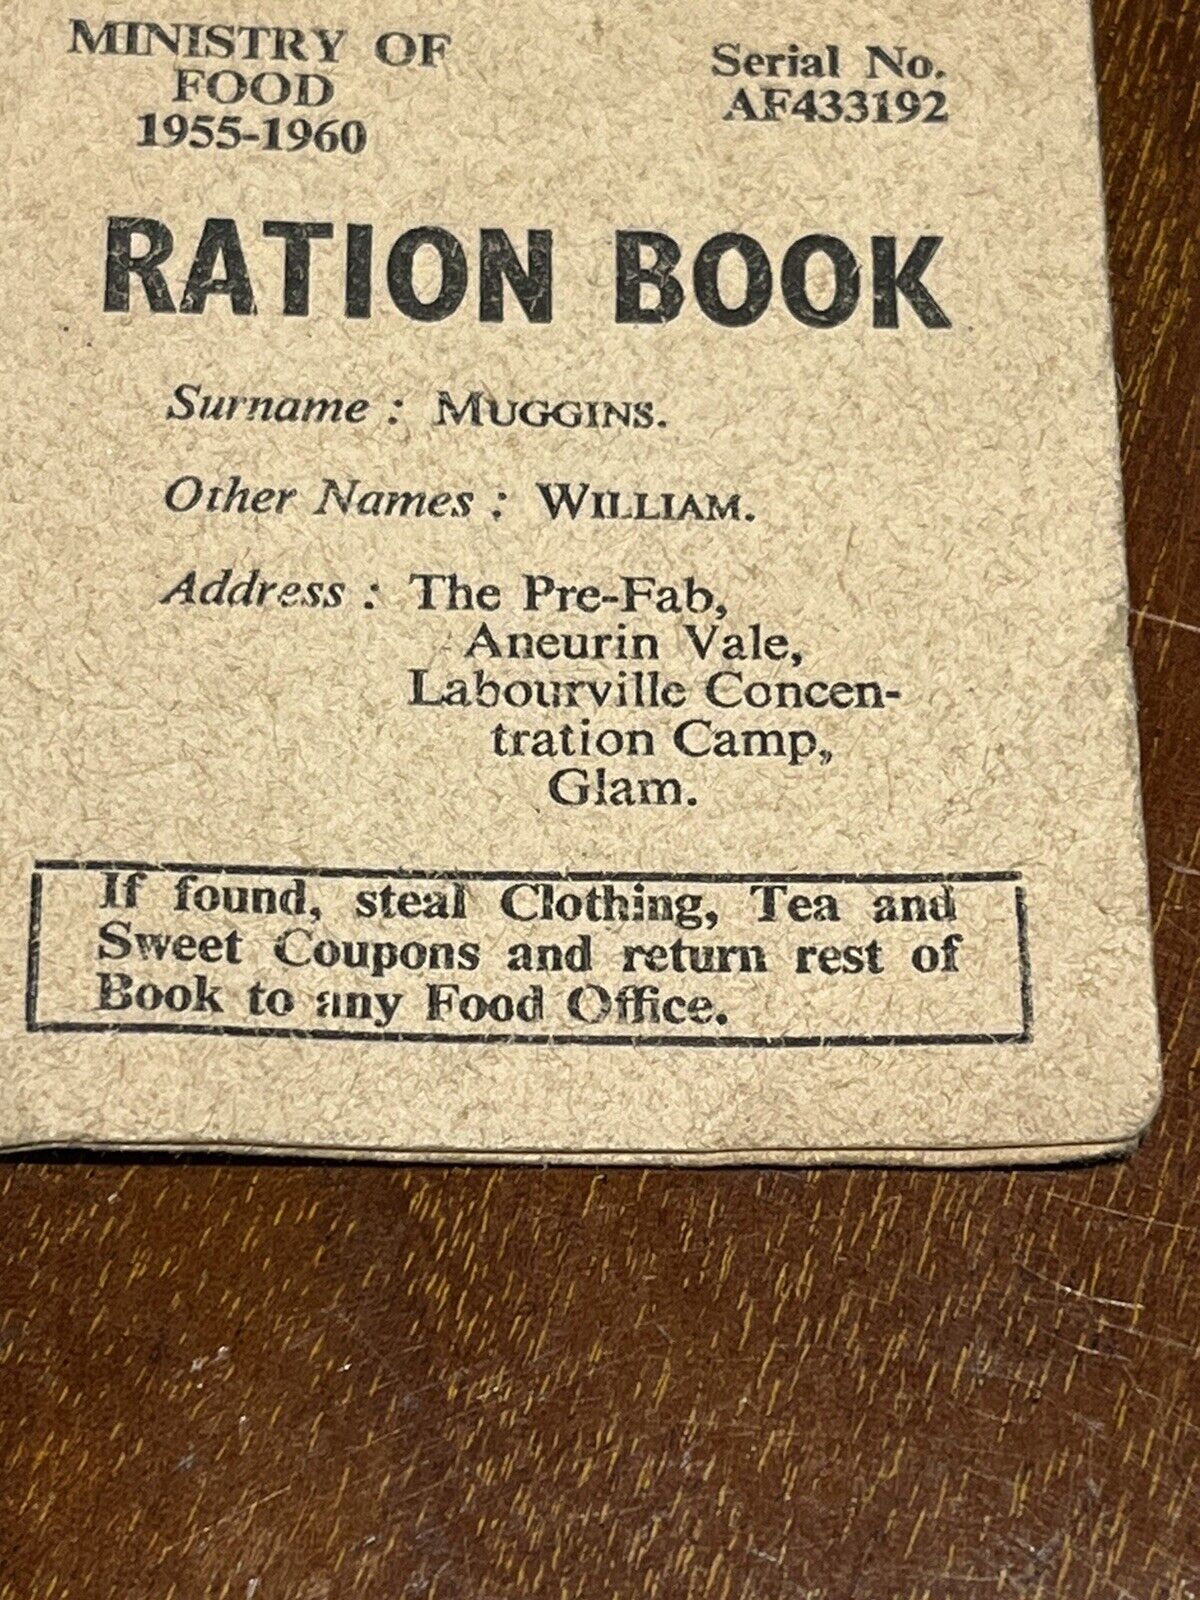 MINISTRY OF
FOOD
1955-1960
Serial No.
AF433192
RATION BOOK
Surname : MUGGINS.
Other Names : WILLIAM.
Address : The Pre-Fab,
Aneurin Vale,
Labourville Concen-
tration Camp,
Glam.
If found, steal Clothing, Tea and
Sweet Coupons and return rest of
Book to any Food Office.